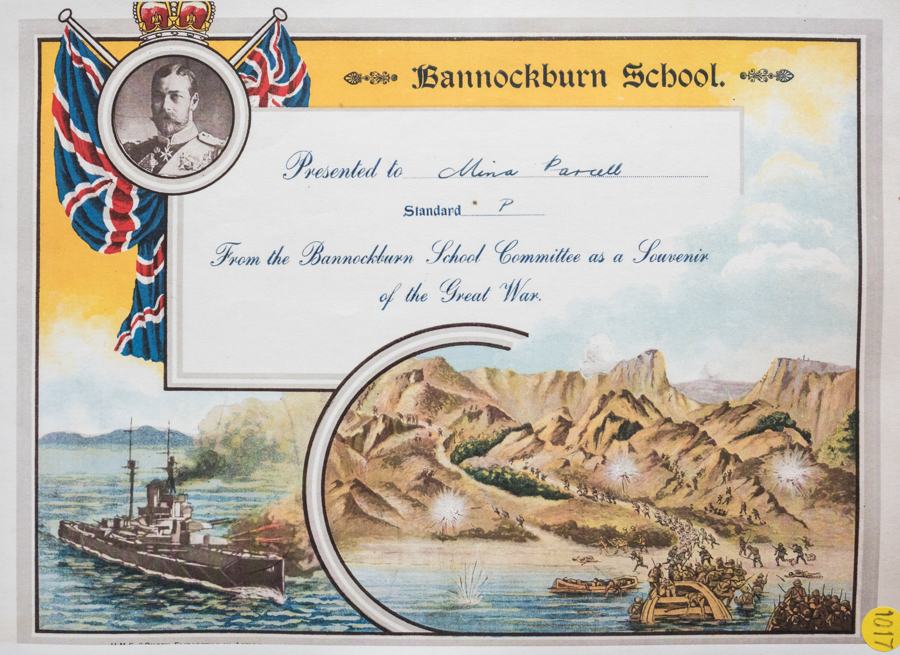 Bannockburn School.
Presented to Mina Parcell
Standard P
From the Bannockburn School Committee as a Souvenir
of the Great War.
1017